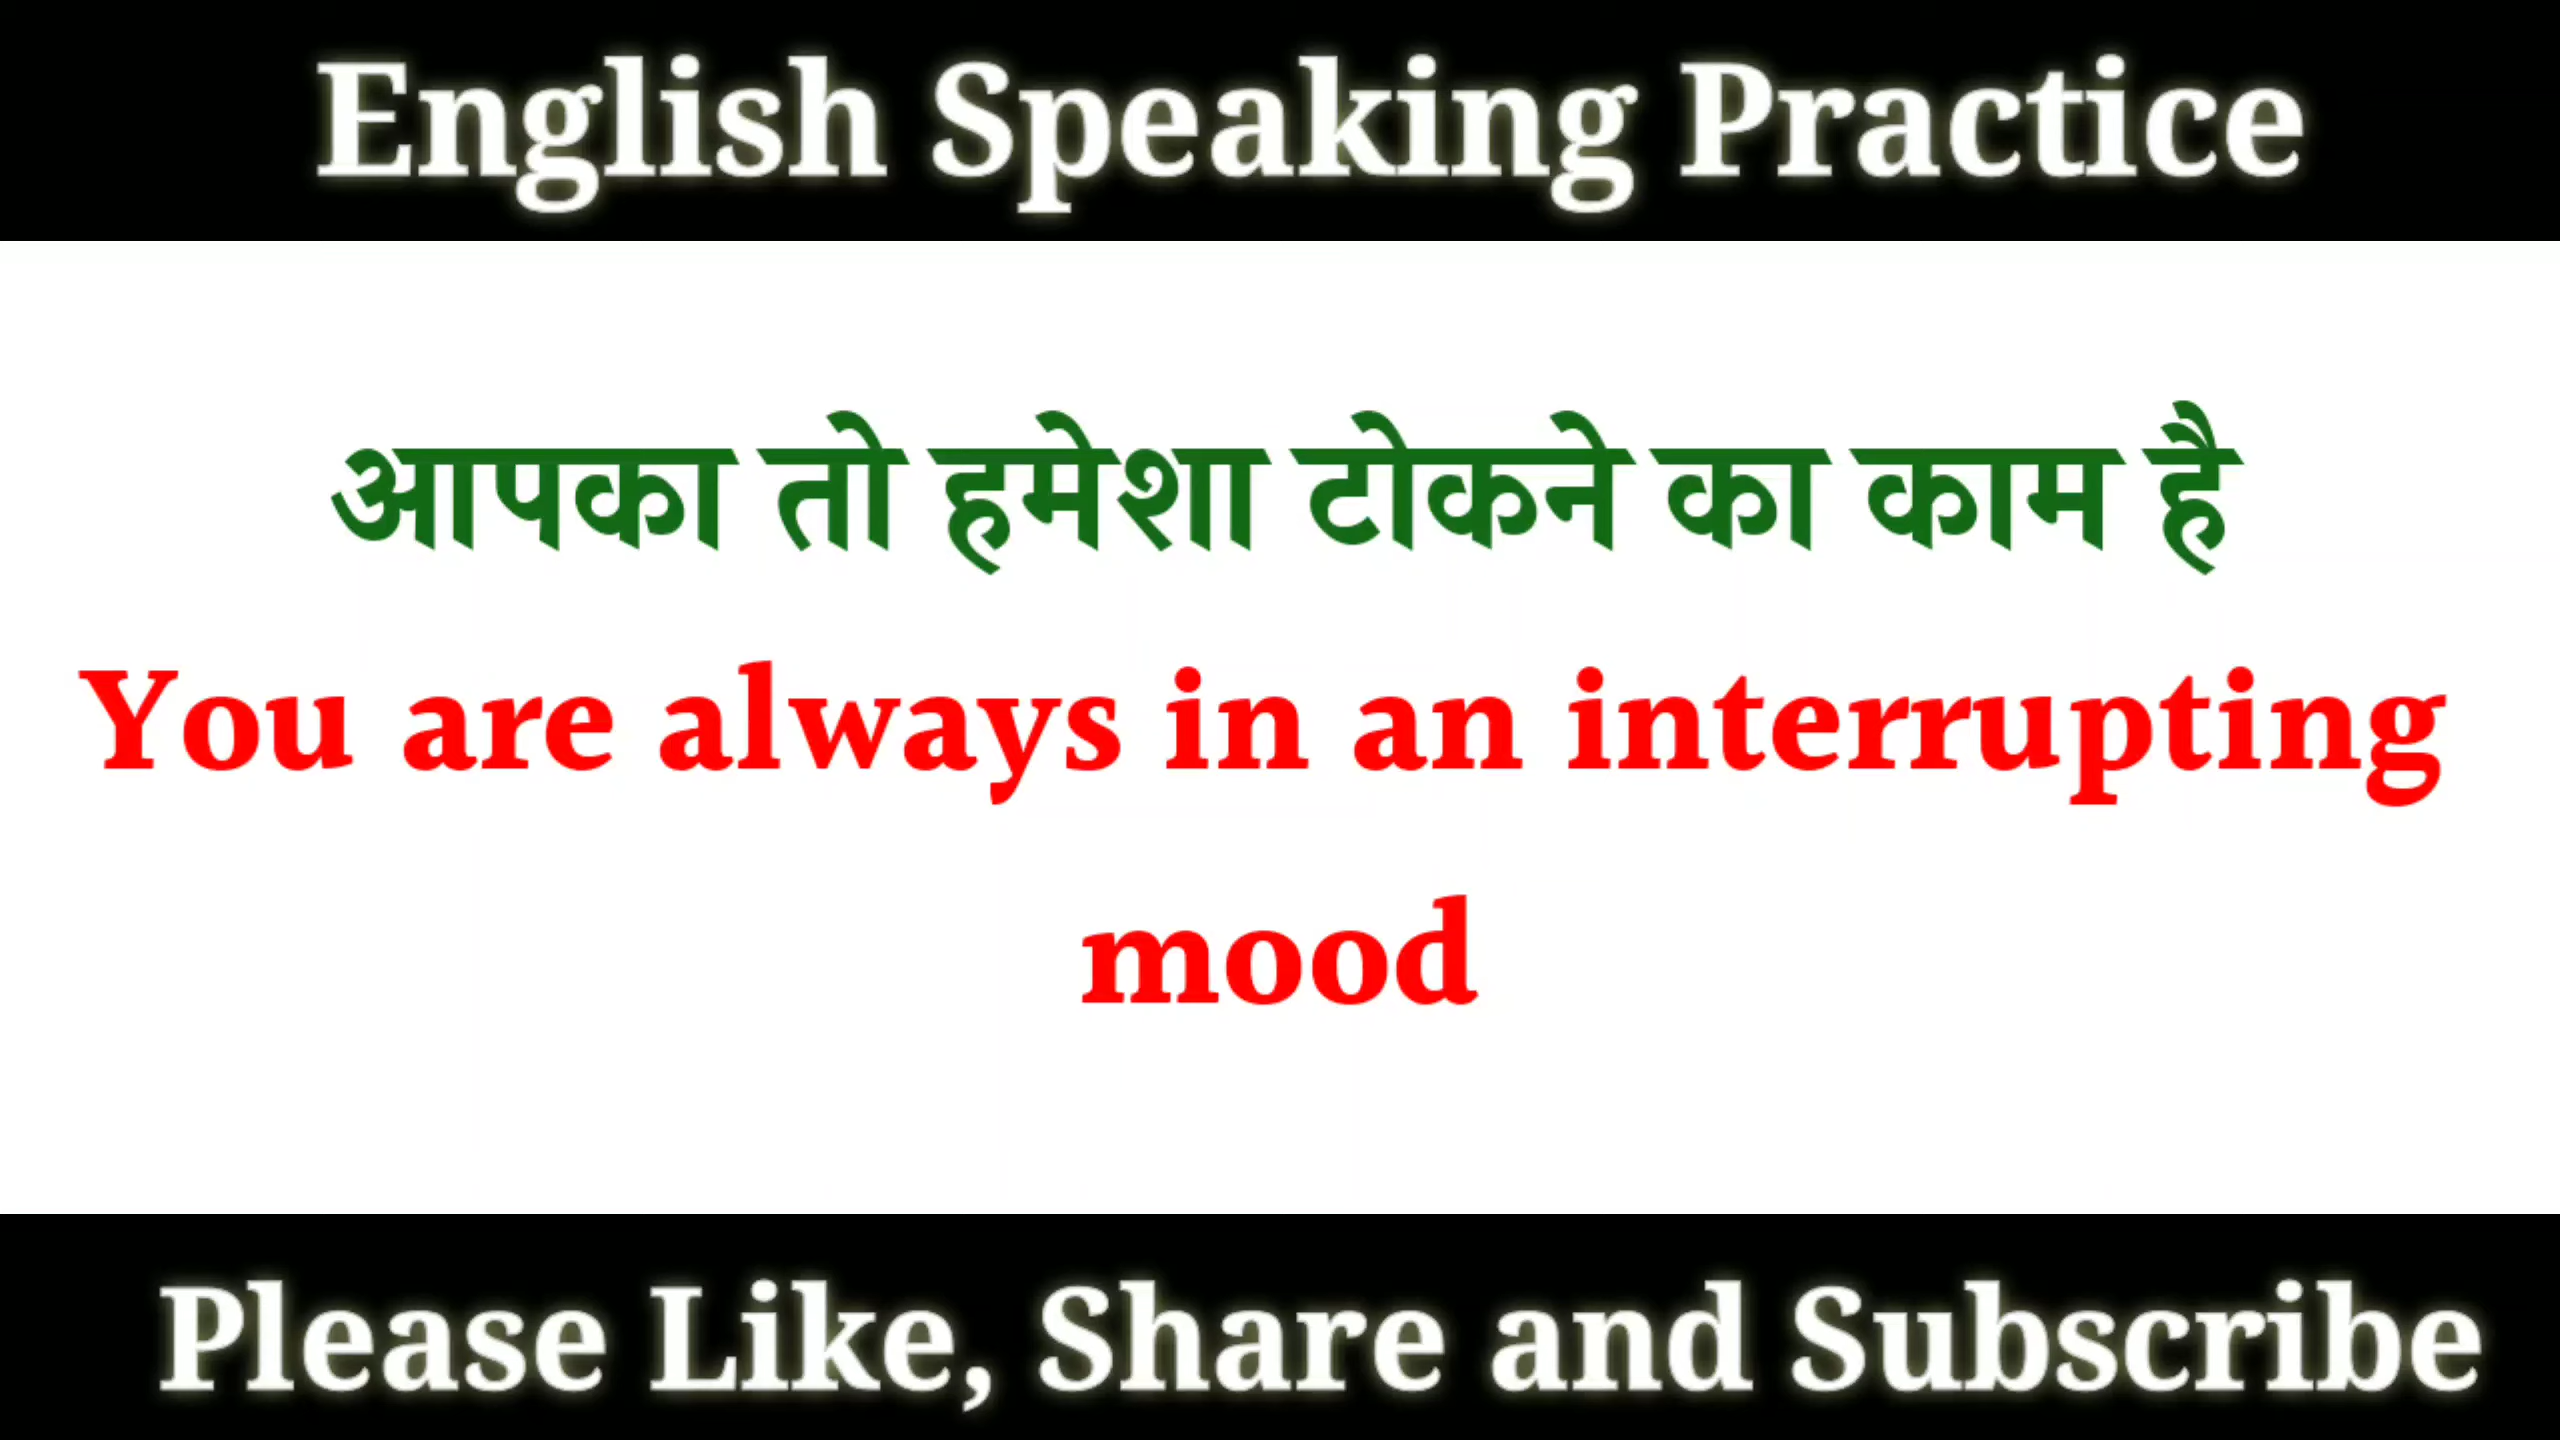 English Speaking Practice
आपका तो हमेशा टोकने का काम है
You are always in an interrupting
mood
Please Like, Share and Subscribe